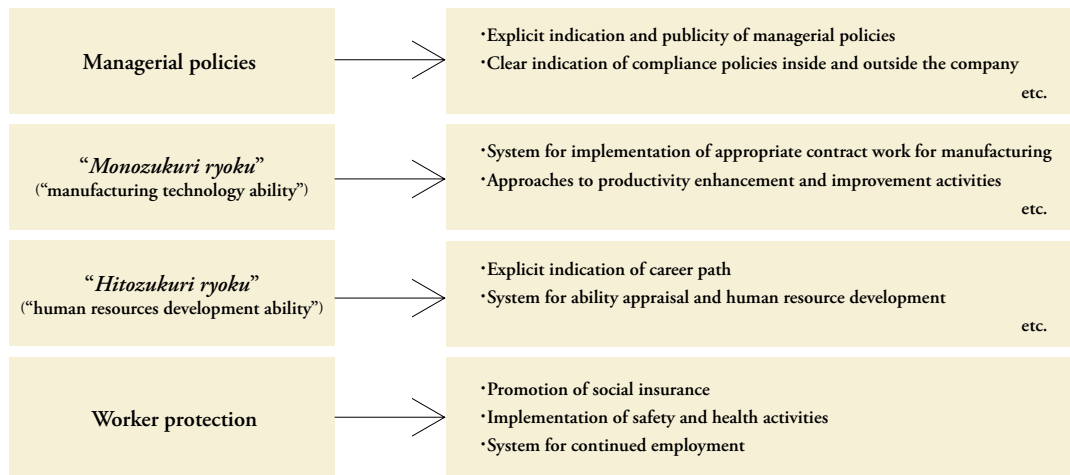 Managerial policies
・Explicit indication and publicity of managerial policies
・Clear indication of compliance policies inside and outside the company
etc.
“Monozukuri ryoku”
(“manufacturing technology ability”)
・System for implementation of appropriate contract work for manufacturing
・Approaches to productivity enhancement and improvement activities
etc.
“Hitozukuri ryoku”
(“human resources development ability”)
・Explicit indication of career path
・System for ability appraisal and human resource development
etc.
Worker protection
・Promotion of social insurance
・Implementation of safety and health activities
・System for continued employment